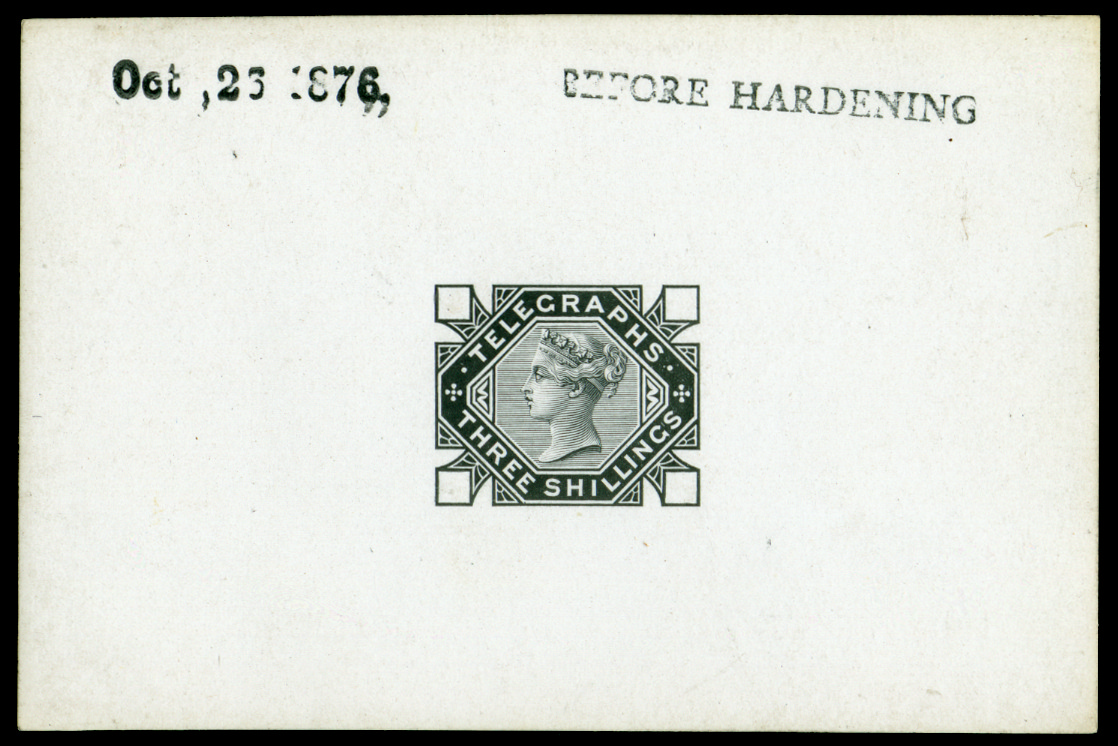 Oct ,23 1876,,
BEFORE HARDENING
TELEGRAPHS
THREE SHILLINGS